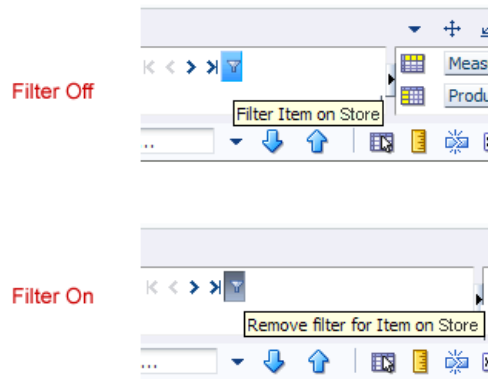 Meas
Filter Off
Produ
Filter Item on Store
...
Filter On
Remove filter for Item on Store
...